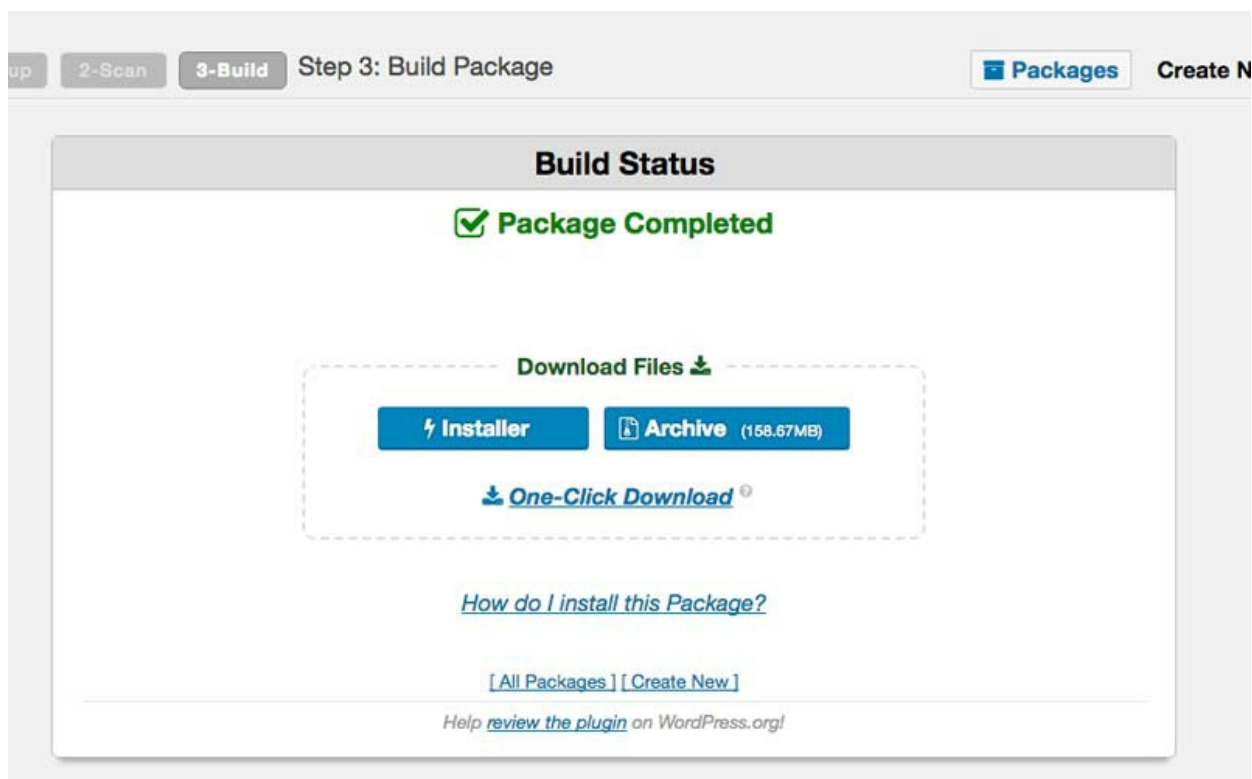 up 2-Scan 3-Build Step 3: Build Package Packages Create N
Build Status
Package Completed
Download Files
Installer Archive (158.67MB)
One-Click Download ?
How do I install this Package?
[ All Packages ] [ Create New ]
Help review the plugin on WordPress.org!